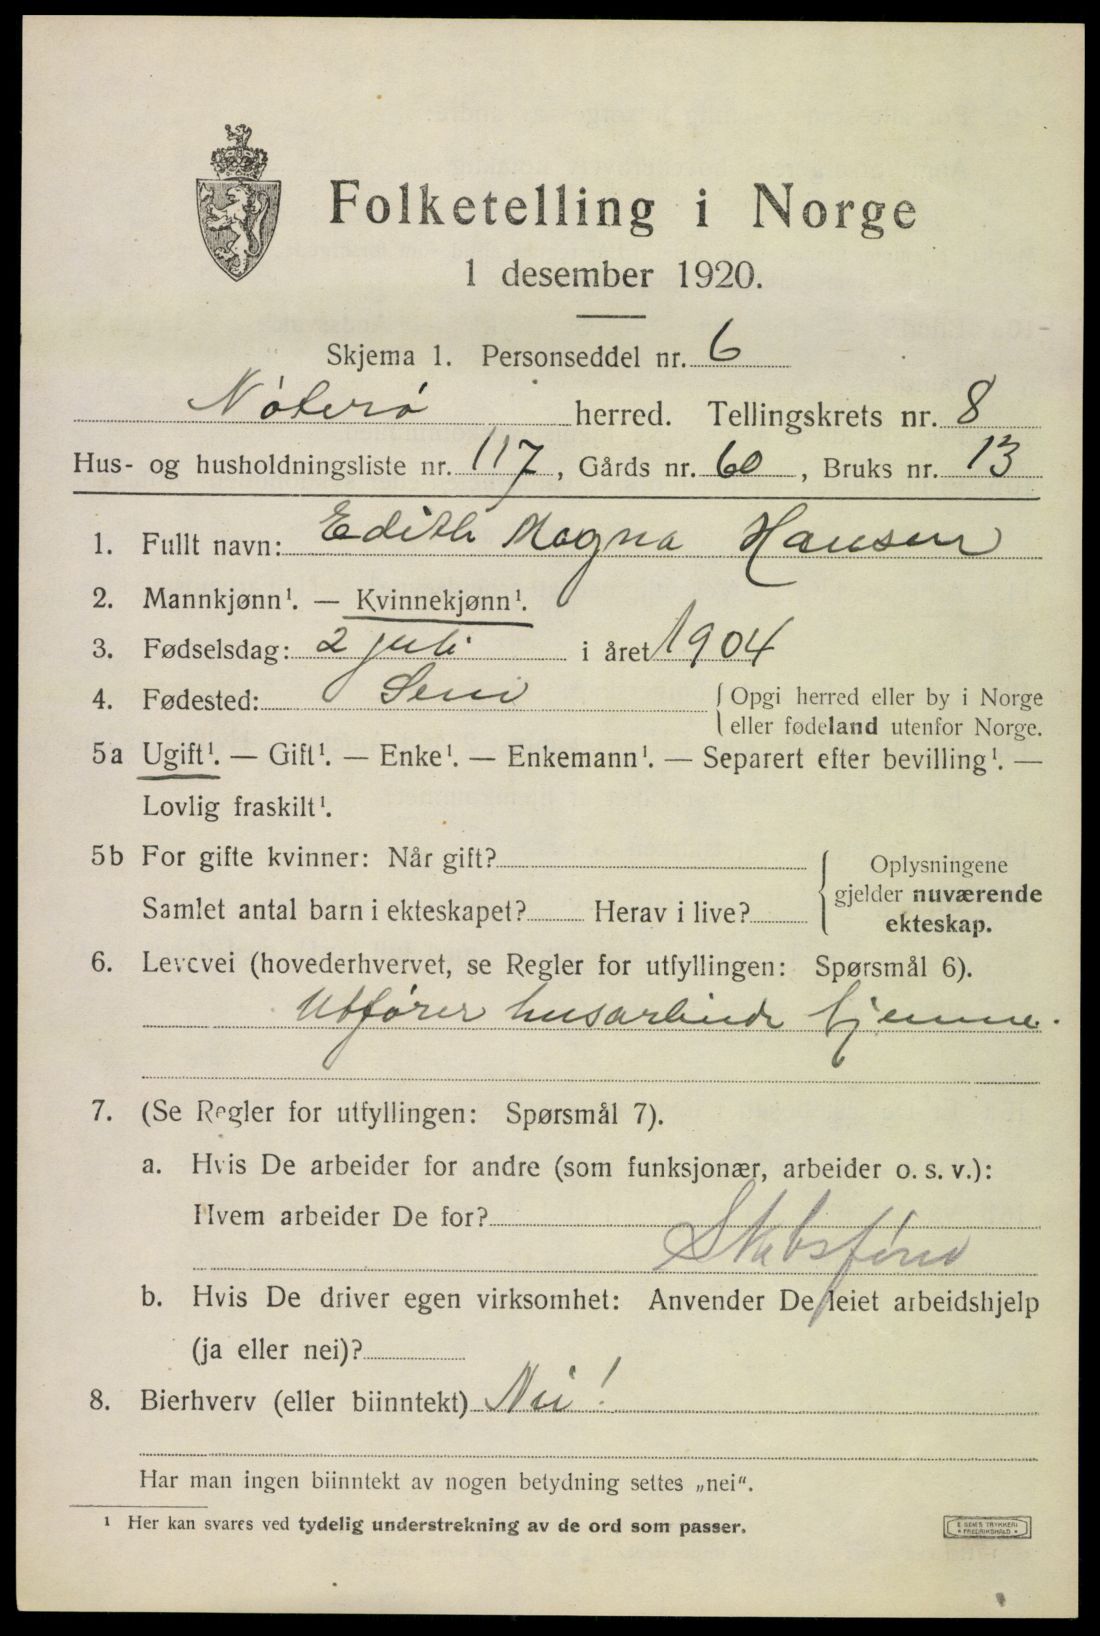 Folketelling i Norge
1 desember 1920.
Skjema 1. Personseddel nr. 6
Nøterø herred. Tellingskrets nr. 8
Hus- og husholdningsliste nr. 117, Gårds nr. 60, Bruks nr. 13
1. Fullt navn: Edith Magna Hansen
2. Mannkjønn¹. — Kvinnekjønn¹.
3. Fødselsdag: 2 juli i året 1904
4. Fødested: Sem { Opgi herred eller by i Norge
eller fødeland utenfor Norge.
5a Ugift¹. — Gift¹. — Enke¹. — Enkemann¹. — Separert efter bevilling¹. —
Lovlig fraskilt¹.
5b For gifte kvinner: Når gift?
Samlet antal barn i ekteskapet? Herav i live?
{ Oplysningene
gjelder nuværende
ekteskap.
6. Levevei (hovederhvervet, se Regler for utfyllingen: Spørsmål 6).
Utfører husarbeide hjemme.
7. (Se Regler for utfyllingen: Spørsmål 7).
a. Hvis De arbeider for andre (som funksjonær, arbeider o. s. v.):
Hvem arbeider De for?
b. Hvis De driver egen virksomhet: Anvender De leiet arbeidshjelp
(ja eller nei)?
8. Bierhverv (eller biinntekt) Nei!
Har man ingen biinntekt av nogen betydning settes „nei".
¹ Her kan svares ved tydelig understrekning av de ord som passer.
E. SEM'S TRYKKERI
FREDRIKSHALD